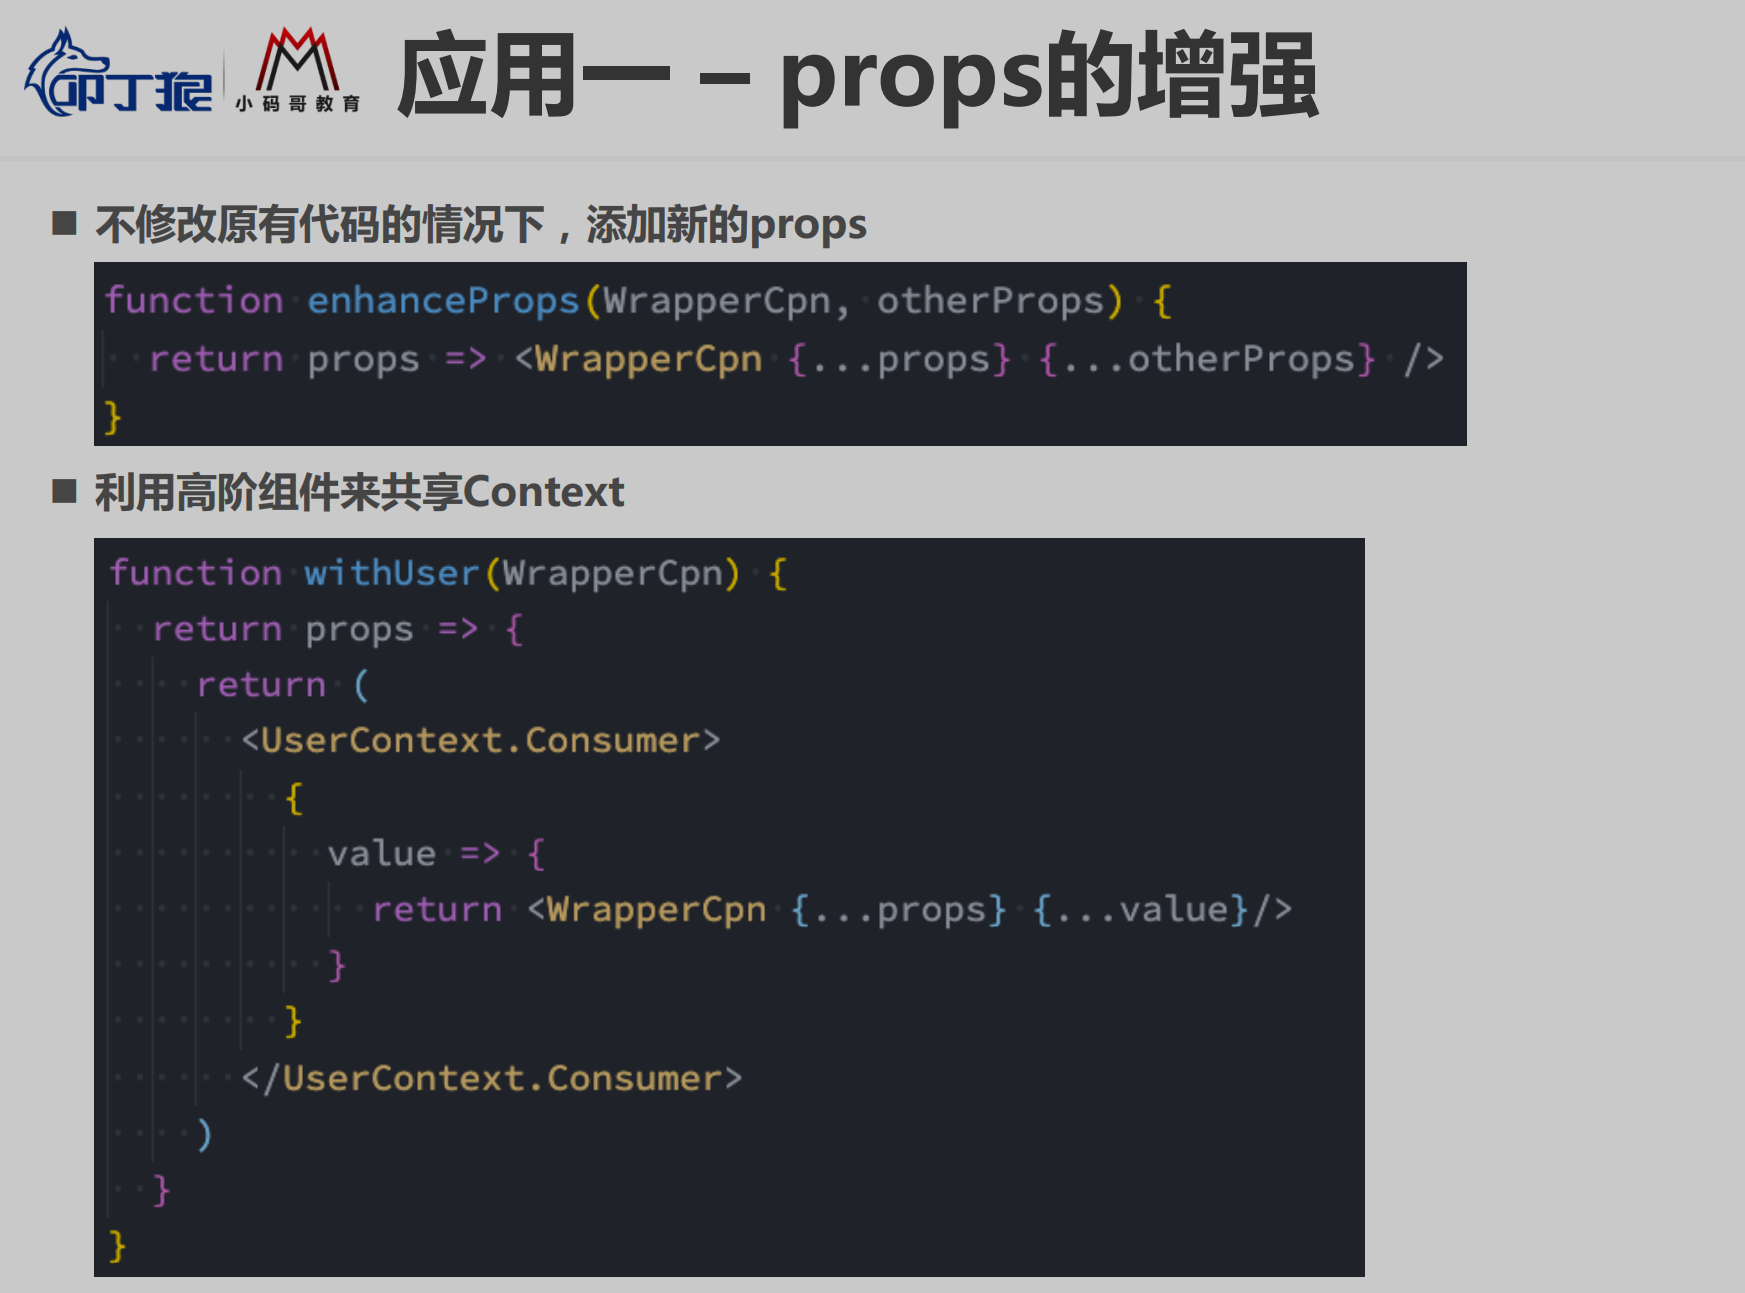 叩丁狼
小码哥教育
应用一 – props的增强
■ 不修改原有代码的情况下，添加新的props
function enhanceProps(WrapperCpn, otherProps) {
  return props => <WrapperCpn {...props} {...otherProps} />
}
■ 利用高阶组件来共享Context
function withUser(WrapperCpn) {
  return props => {
    return (
      <UserContext.Consumer>
        {
          value => {
            return <WrapperCpn {...props} {...value}/>
          }
        }
      </UserContext.Consumer>
    )
  }
}